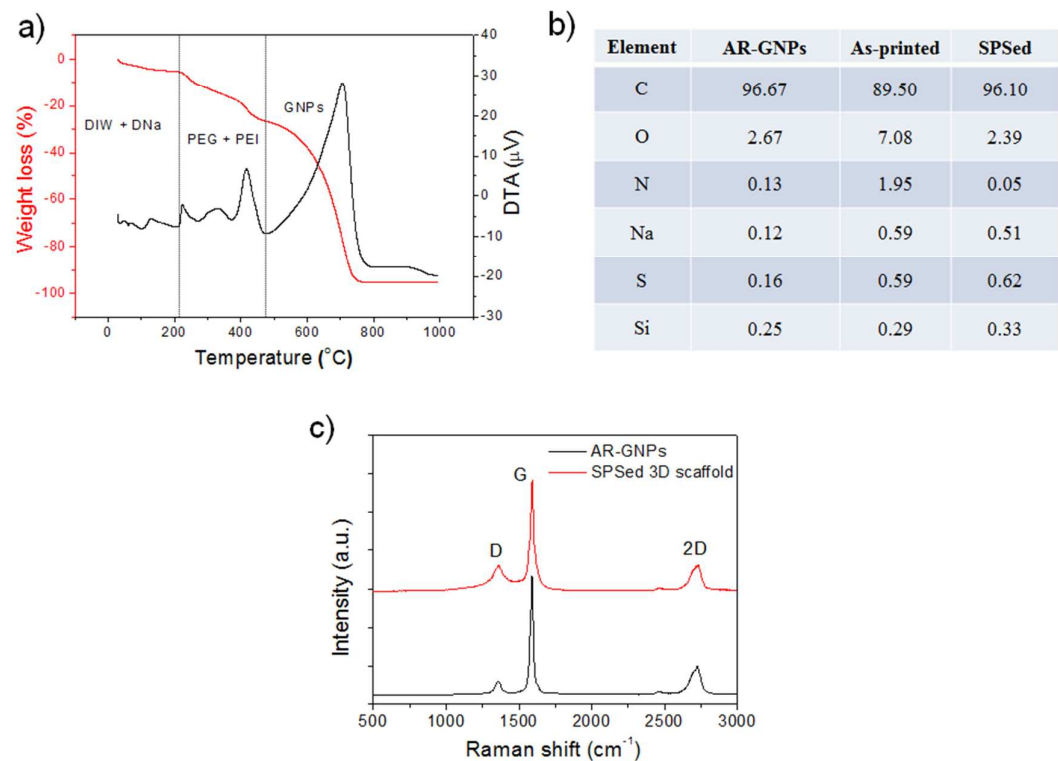 a)
0
-20
-40
-60
-80
-100
Weight loss (%)
DIW + DNa
PEG + PEI
GNPs
40
30
20
10
0
-10
-20
-30
DTA (μV)
0 200 400 600 800 1000
Temperature (°C)
b)
Element AR-GNPs As-printed SPSed
C 96.67 89.50 96.10
O 2.67 7.08 2.39
N 0.13 1.95 0.05
Na 0.12 0.59 0.51
S 0.16 0.59 0.62
Si 0.25 0.29 0.33
c)
AR-GNPs
SPSed 3D scaffold
G
D
2D
Intensity (a.u.)
500 1000 1500 2000 2500 3000
Raman shift (cm⁻¹)